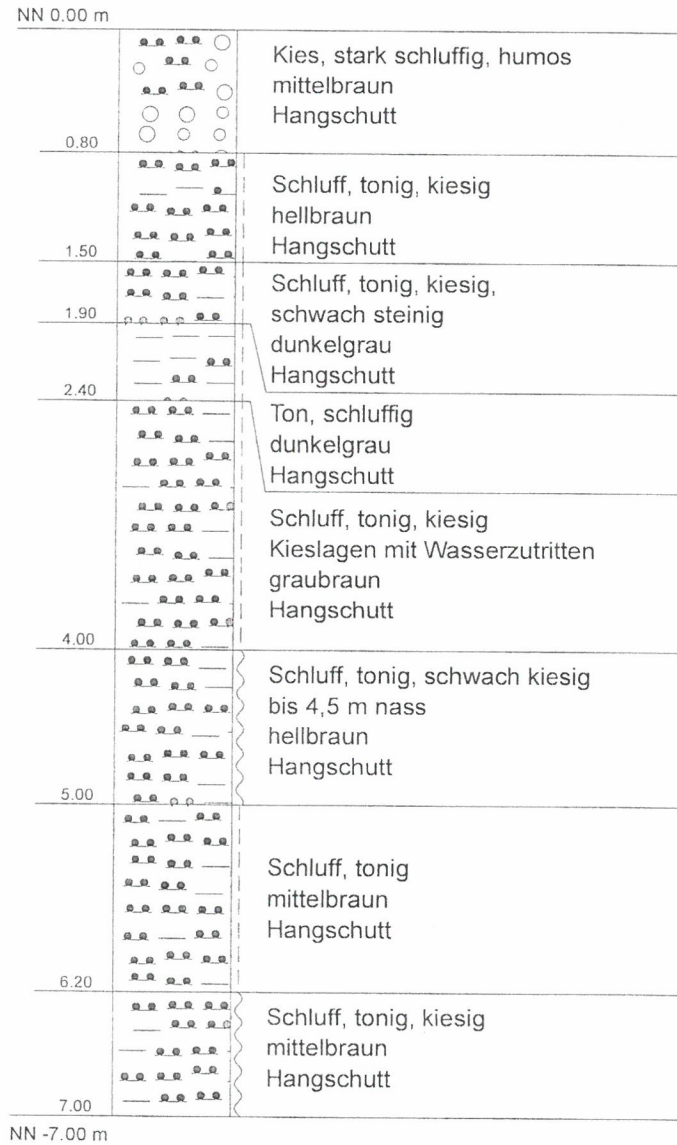 NN 0.00 m
Kies, stark schluffig, humos
mittelbraun
Hangschutt
0.80
Schluff, tonig, kiesig
hellbraun
Hangschutt
1.50
Schluff, tonig, kiesig,
schwach steinig
dunkelgrau
Hangschutt
1.90
Ton, schluffig
dunkelgrau
Hangschutt
2.40
Schluff, tonig, kiesig
Kieslagen mit Wasserzutritten
graubraun
Hangschutt
4.00
Schluff, tonig, schwach kiesig
bis 4,5 m nass
hellbraun
Hangschutt
5.00
Schluff, tonig
mittelbraun
Hangschutt
6.20
Schluff, tonig, kiesig
mittelbraun
Hangschutt
7.00
NN -7.00 m